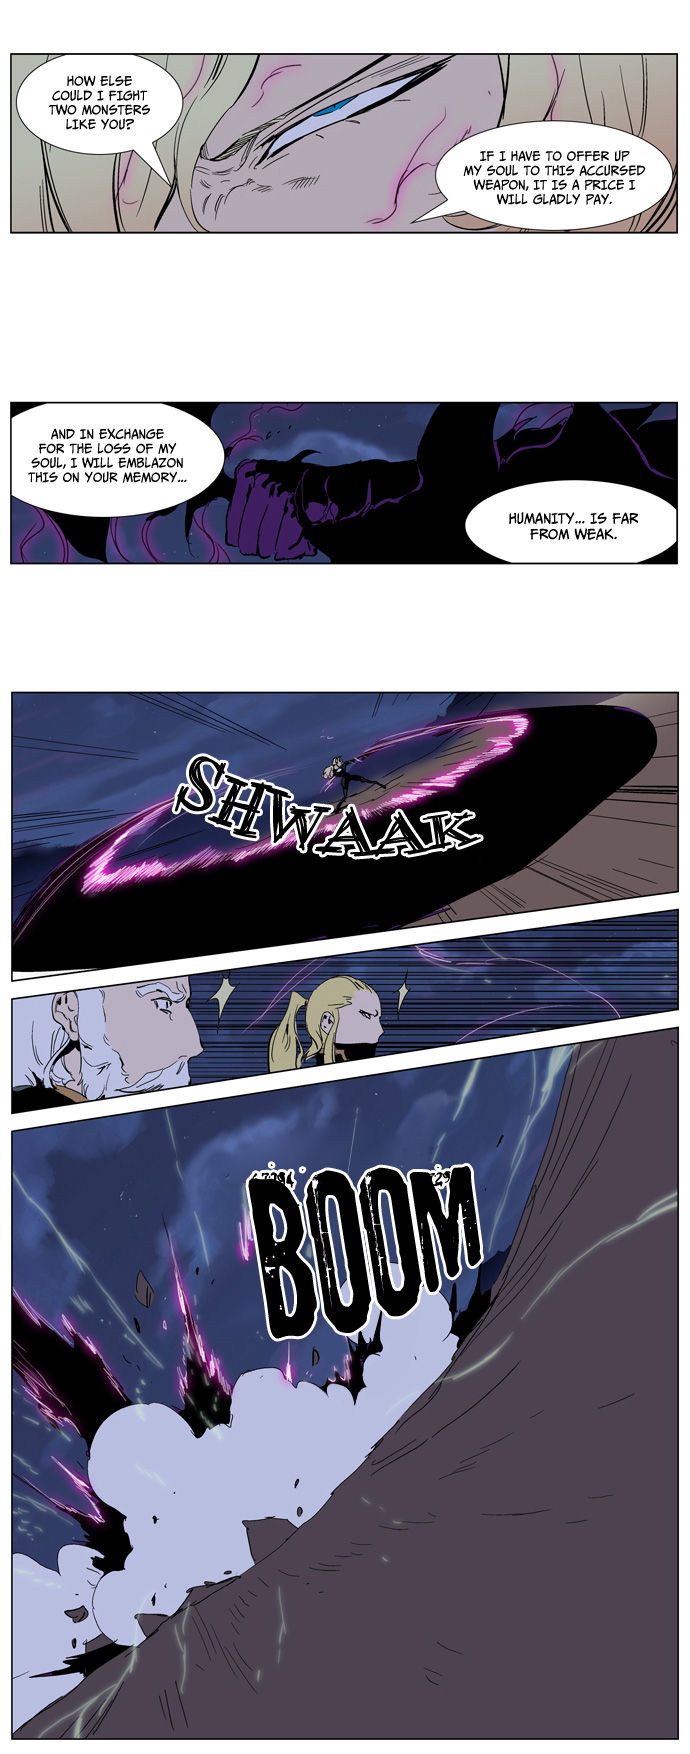 HOW ELSE
COULD I FIGHT
TWO MONSTERS
LIKE YOU?
IF I HAVE TO OFFER UP
MY SOUL TO THIS ACCURSED
WEAPON, IT IS A PRICE I
WILL GLADLY PAY.
AND IN EXCHANGE
FOR THE LOSS OF MY
SOUL, I WILL EMBLAZON
THIS ON YOUR MEMORY...
HUMANITY... IS FAR
FROM WEAK.
SHWAAK
BOOM